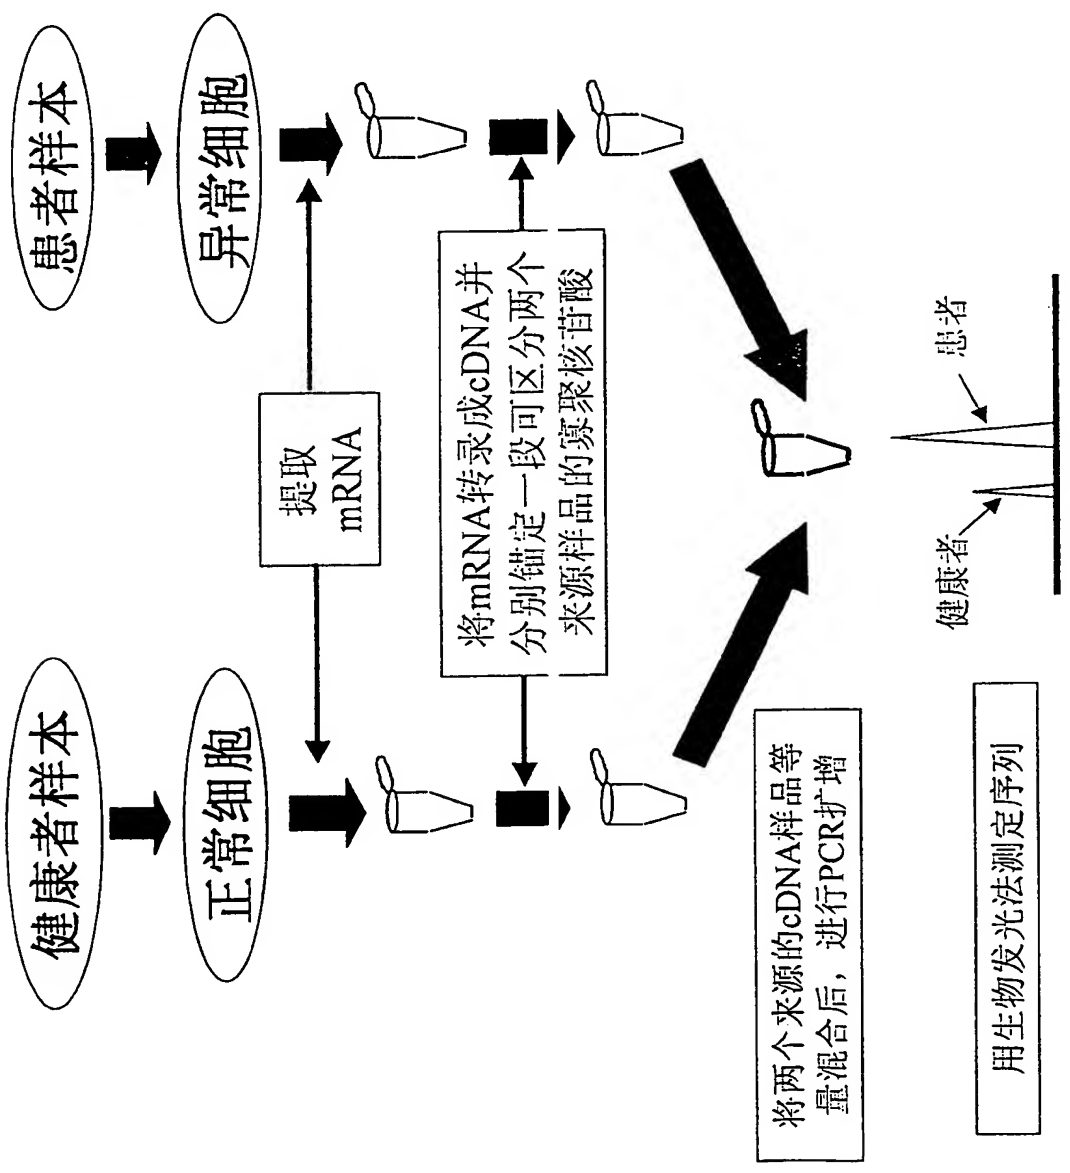 健康者样本
患者样本
正常细胞
异常细胞
提取
mRNA
将mRNA转录成cDNA并
分别锚定一段可区分两个
来源样品的寡聚核苷酸
将两个来源的cDNA样品等
量混合后，进行PCR扩增
健康者
患者
用生物发光法测定序列